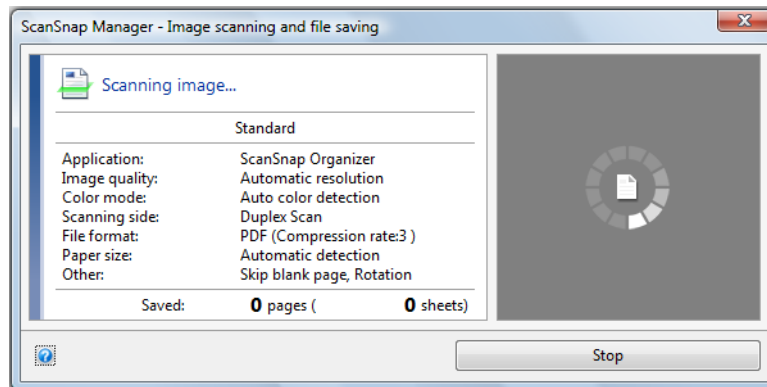 ScanSnap Manager - Image scanning and file saving
Scanning image...
Standard
Application: ScanSnap Organizer
Image quality: Automatic resolution
Color mode: Auto color detection
Scanning side: Duplex Scan
File format: PDF (Compression rate:3 )
Paper size: Automatic detection
Other: Skip blank page, Rotation
Saved: 0 pages ( 0 sheets)
Stop